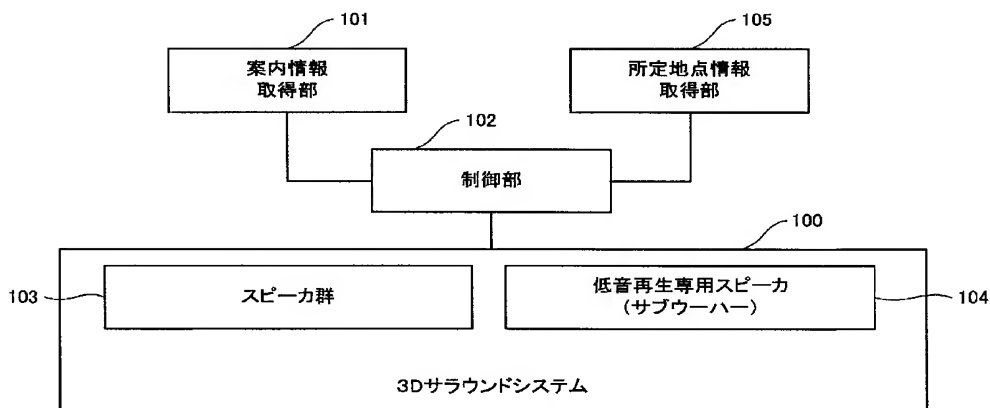 101
105
案内情報
取得部
所定地点情報
取得部
102
制御部
100
103
スピーカ群
低音再生専用スピーカ
(サブウーハー)
104
3Dサラウンドシステム